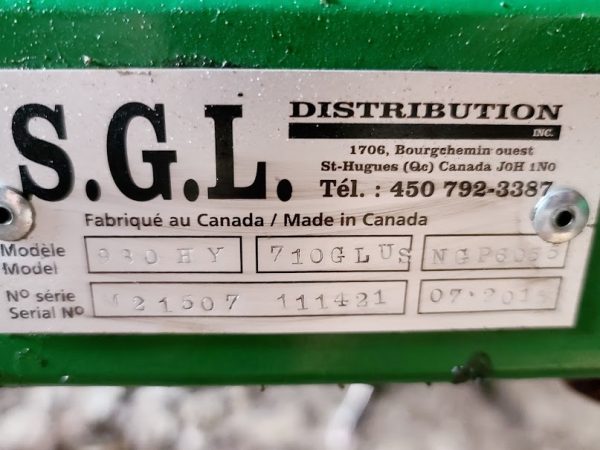 S.G.L.
DISTRIBUTION
INC.
1706, Bourgchemin ouest
St-Hugues (Qc) Canada J0H 1N0
Tél. : 450 792-3387
Fabriqué au Canada / Made in Canada
Modèle
Model
HY 710GLUS
Nº série
Serial Nº
111421